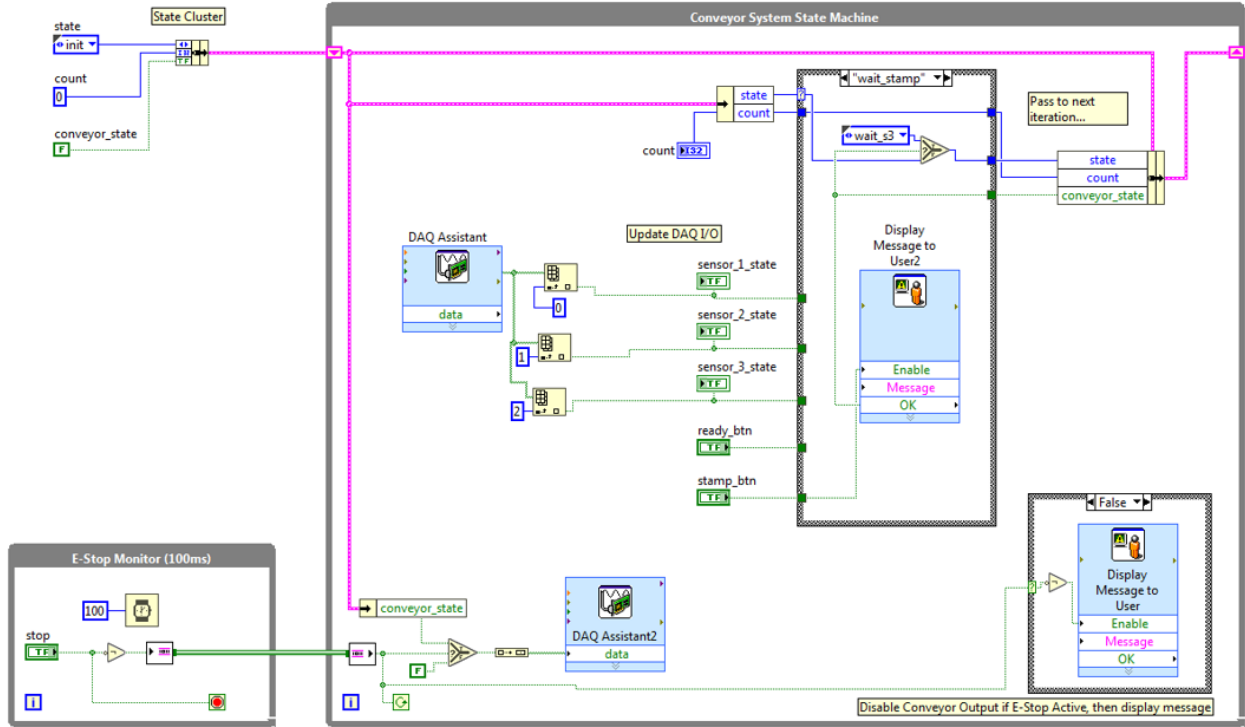 State Cluster
state
init
count
0
conveyor_state
F
I32
TF
Conveyor System State Machine
"wait_stamp"
state
count
count
I32
wait_s3
Pass to next
iteration...
state
count
conveyor_state
Update DAQ I/O
DAQ Assistant
data
0
1
2
sensor_1_state
TF
sensor_2_state
TF
sensor_3_state
TF
ready_btn
TF
stamp_btn
TF
Display
Message to
User2
Enable
Message
OK
E-Stop Monitor (100ms)
100
stop
TF
i
conveyor_state
F
i
DAQ Assistant2
data
False
Display
Message to
User
Enable
Message
OK
Disable Conveyor Output if E-Stop Active, then display message